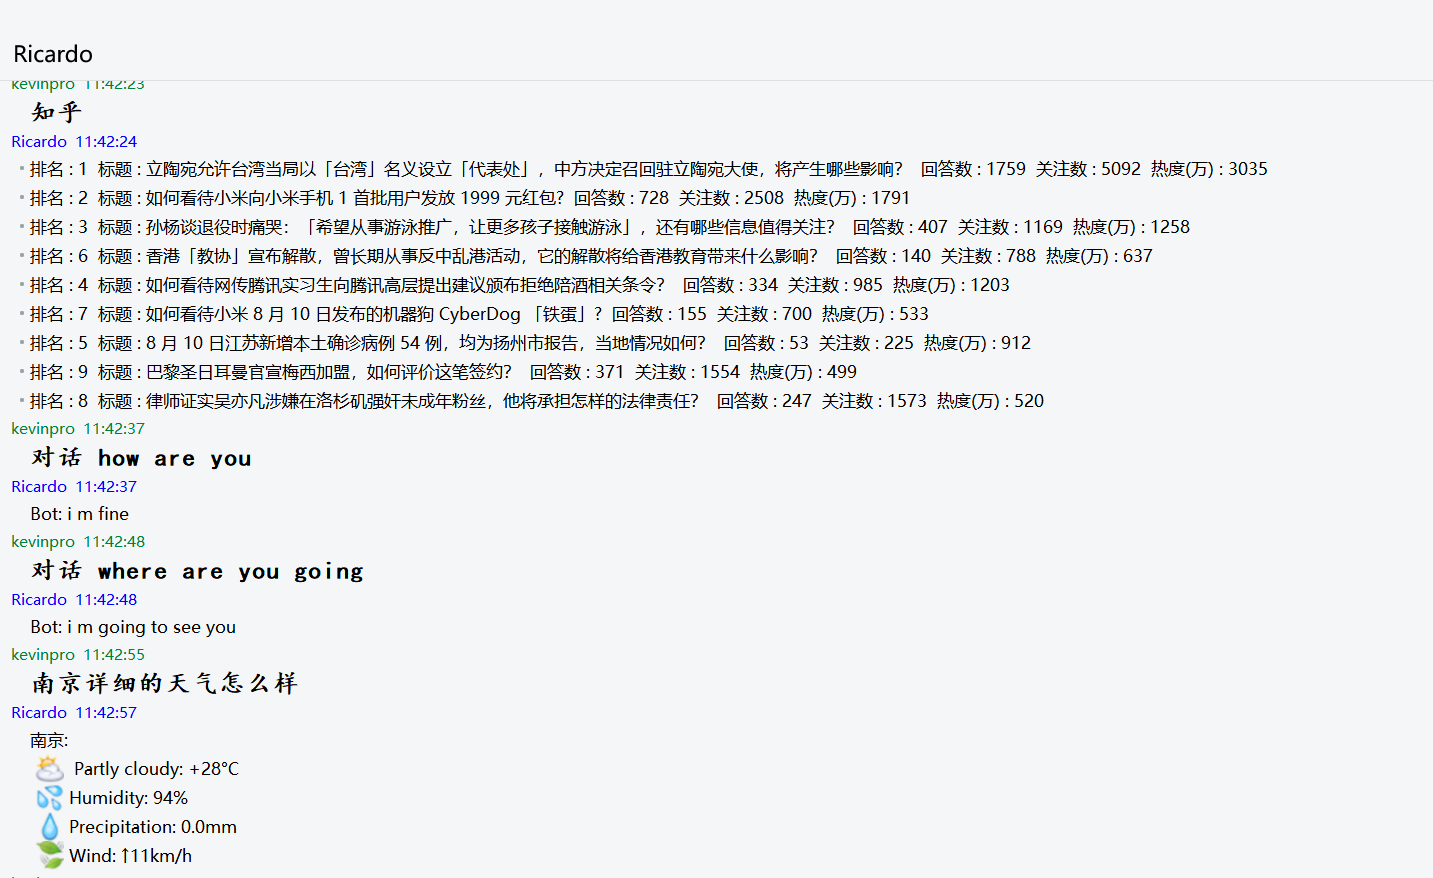 Ricardo
kevinpro 11:42:23
知乎
Ricardo 11:42:24
• 排名 : 1 标题 : 立陶宛允许台湾当局以「台湾」名义设立「代表处」，中方决定召回驻立陶宛大使，将产生哪些影响？ 回答数 : 1759 关注数 : 5092 热度(万) : 3035
• 排名 : 2 标题 : 如何看待小米向小米手机 1 首批用户发放 1999 元红包？ 回答数 : 728 关注数 : 2508 热度(万) : 1791
• 排名 : 3 标题 : 孙杨谈退役时痛哭：「希望从事游泳推广，让更多孩子接触游泳」，还有哪些信息值得关注？ 回答数 : 407 关注数 : 1169 热度(万) : 1258
• 排名 : 6 标题 : 香港「教协」宣布解散，曾长期从事反中乱港活动，它的解散将给香港教育带来什么影响？ 回答数 : 140 关注数 : 788 热度(万) : 637
• 排名 : 4 标题 : 如何看待网传腾讯实习生向腾讯高层提出建议颁布拒绝陪酒相关条令？ 回答数 : 334 关注数 : 985 热度(万) : 1203
• 排名 : 7 标题 : 如何看待小米 8 月 10 日发布的机器狗 CyberDog 「铁蛋」? 回答数 : 155 关注数 : 700 热度(万) : 533
• 排名 : 5 标题 : 8 月 10 日江苏新增本土确诊病例 54 例，均为扬州市报告，当地情况如何？ 回答数 : 53 关注数 : 225 热度(万) : 912
• 排名 : 9 标题 : 巴黎圣日耳曼官宣梅西加盟，如何评价这笔签约？ 回答数 : 371 关注数 : 1554 热度(万) : 499
• 排名 : 8 标题 : 律师证实吴亦凡涉嫌在洛杉矶强奸未成年粉丝，他将承担怎样的法律责任？ 回答数 : 247 关注数 : 1573 热度(万) : 520
kevinpro 11:42:37
对话 how are you
Ricardo 11:42:37
Bot: i m fine
kevinpro 11:42:48
对话 where are you going
Ricardo 11:42:48
Bot: i m going to see you
kevinpro 11:42:55
南京详细的天气怎么样
Ricardo 11:42:57
南京:
Partly cloudy: +28°C
Humidity: 94%
Precipitation: 0.0mm
Wind: ↑11km/h